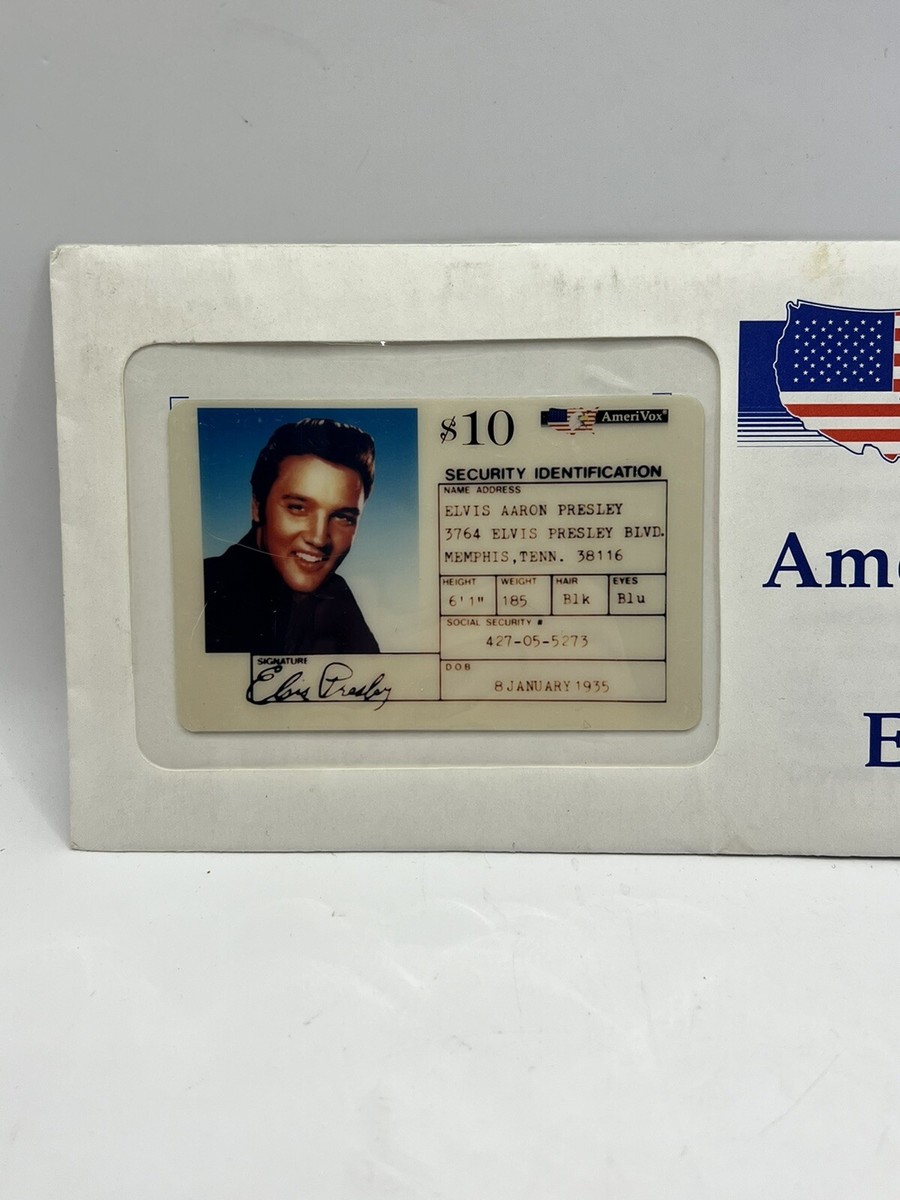 $10
AmeriVox®
SECURITY IDENTIFICATION
NAME ADDRESS
ELVIS AARON PRESLEY
3764 ELVIS PRESLEY BLVD.
MEMPHIS, TENN. 38116
HEIGHT WEIGHT HAIR EYES
6'1" 185 Blk Blu
SOCIAL SECURITY #
427-05-5273
SIGNATURE
Elvis Presley
DOB
8 JANUARY 1935
Ame
E